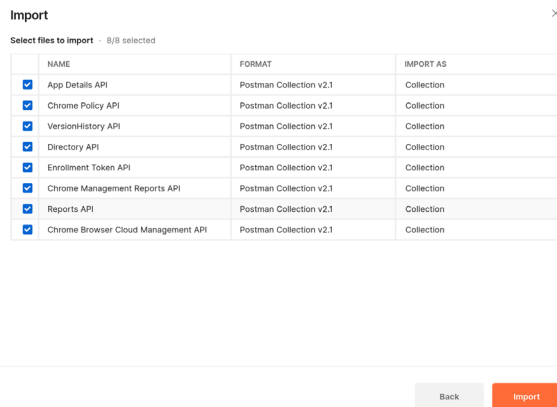 Import
Select files to import · 8/8 selected
NAME FORMAT IMPORT AS
App Details API Postman Collection v2.1 Collection
Chrome Policy API Postman Collection v2.1 Collection
VersionHistory API Postman Collection v2.1 Collection
Directory API Postman Collection v2.1 Collection
Enrollment Token API Postman Collection v2.1 Collection
Chrome Management Reports API Postman Collection v2.1 Collection
Reports API Postman Collection v2.1 Collection
Chrome Browser Cloud Management API Postman Collection v2.1 Collection
Back Import